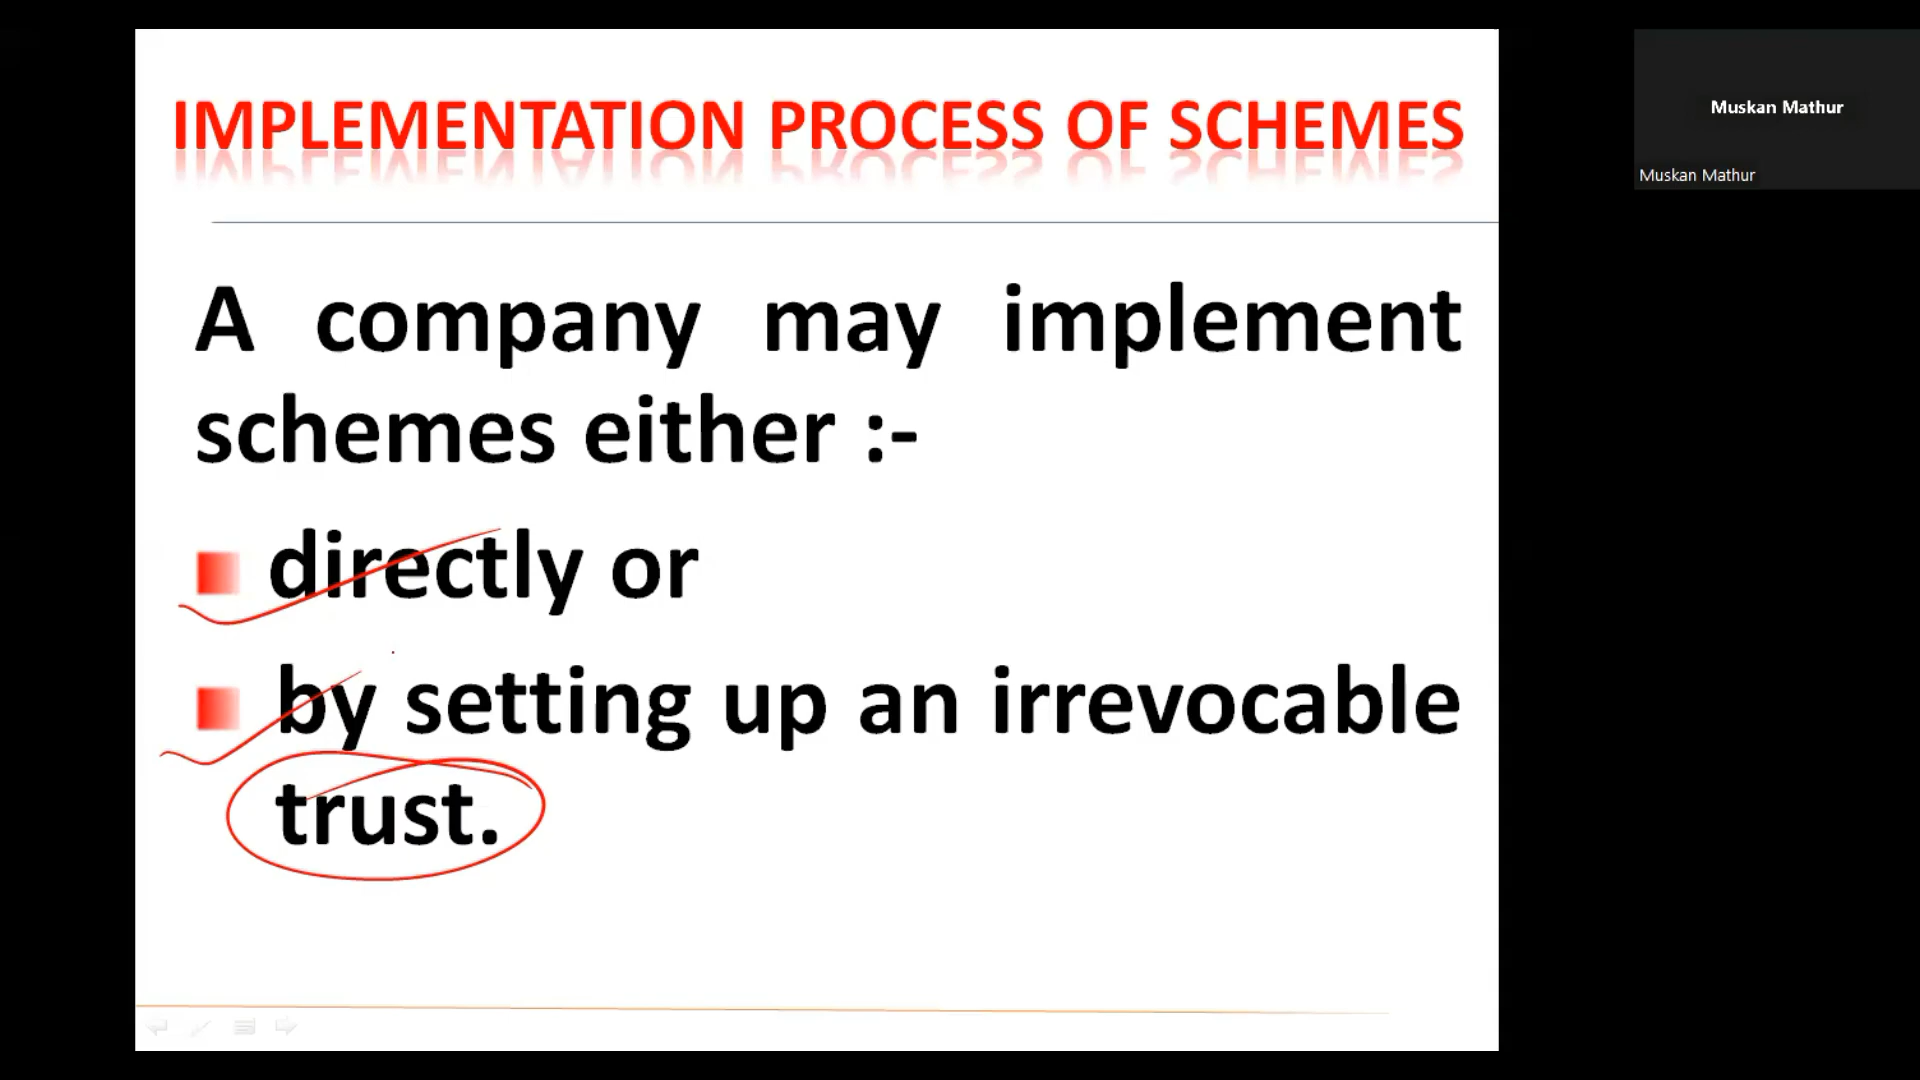 IMPLEMENTATION PROCESS OF SCHEMES
A company may implement
schemes either :-
directly or
by setting up an irrevocable
trust.
Muskan Mathur
Muskan Mathur